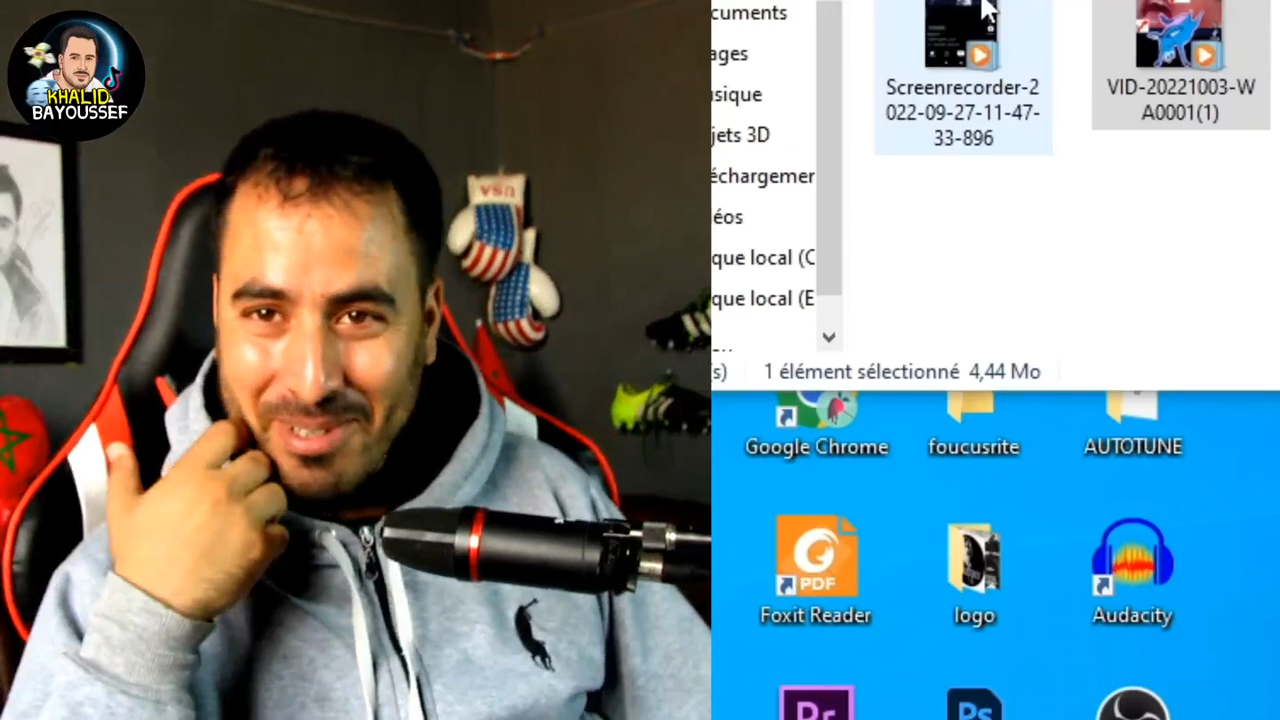 KHALID
BAYOUSSEF
USA
cuments
ages
usique
jets 3D
échargemer
éos
que local (C
que local (E
s)
1 élément sélectionné 4,44 Mo
Screenrecorder-2
022-09-27-11-47-
33-896
VID-20221003-W
A0001(1)
Google Chrome
foucusrite
AUTOTUNE
PDF
Foxit Reader
logo
Audacity
Pr
Ps